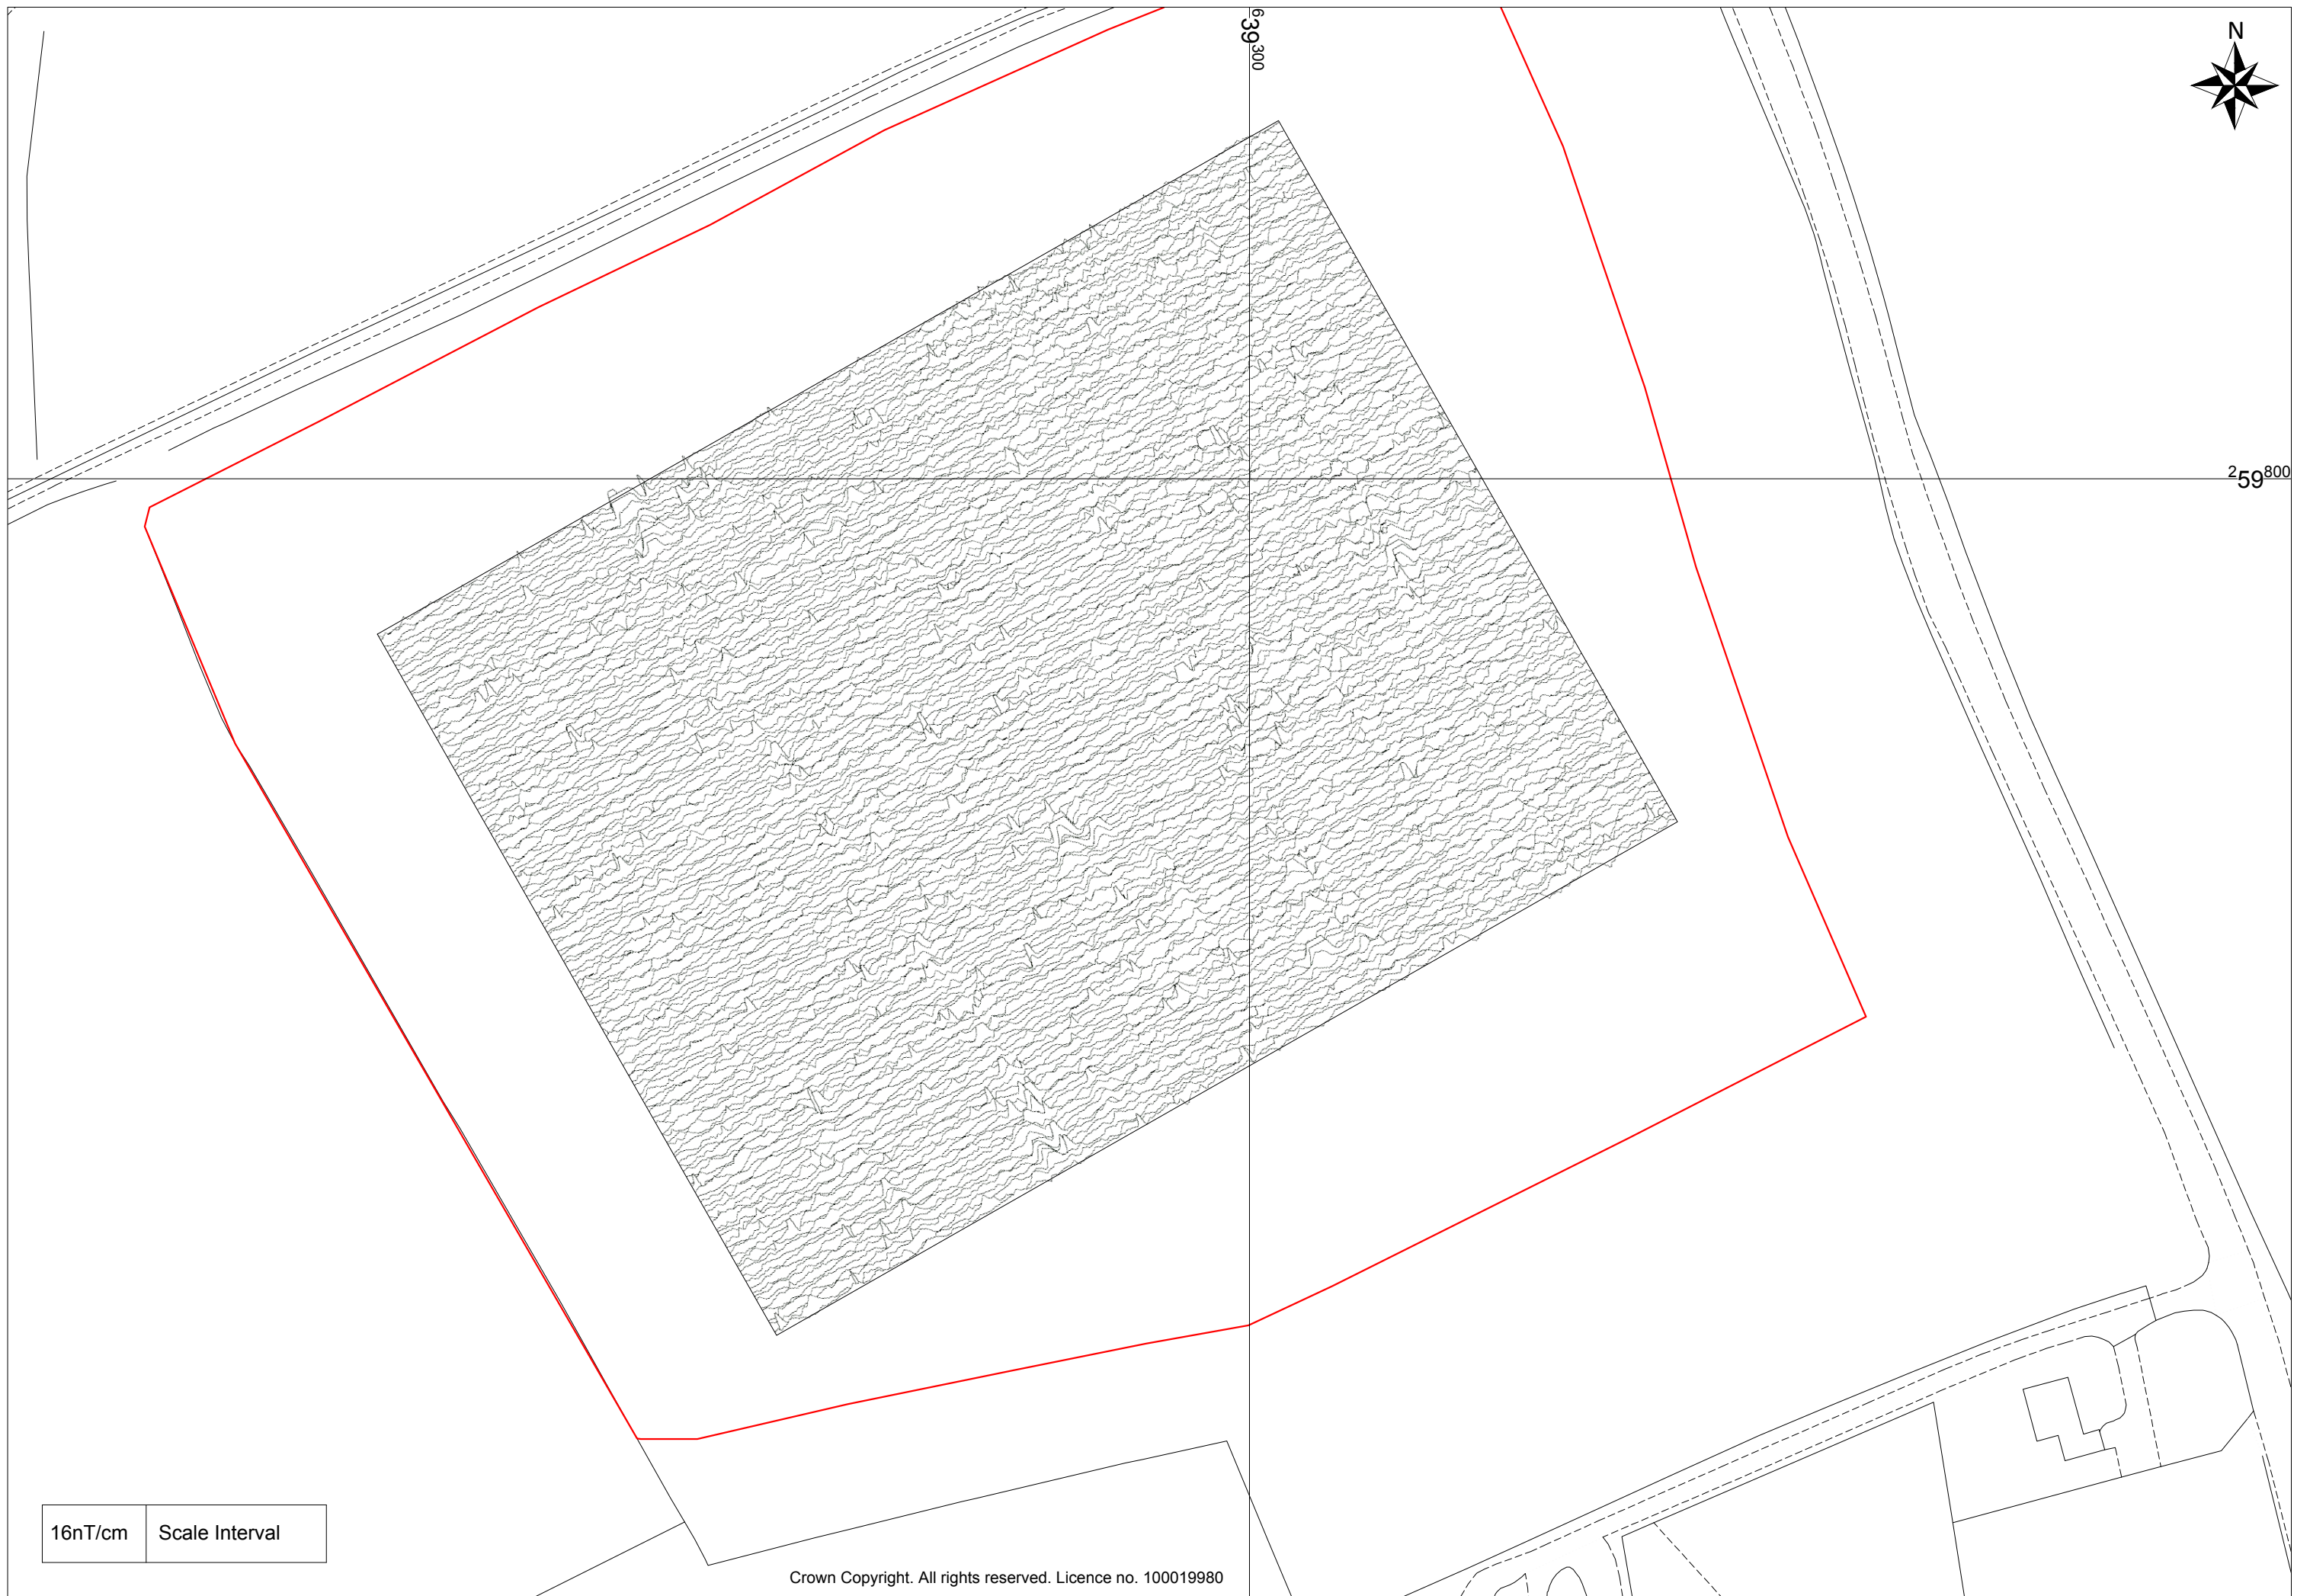 N
639300
259800
16nT/cm Scale Interval
Crown Copyright. All rights reserved. Licence no. 100019980